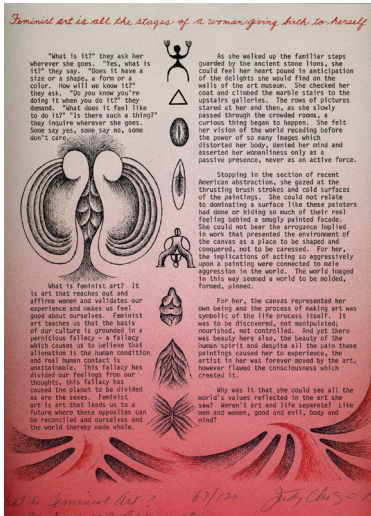 Feminist art is all the stages of a woman giving birth to herself
"What is it?" they ask her
wherever she goes. "Yes, what is
it?" they say. "Does it have a
size or a shape, a form or a
color. How will we know it?"
they ask. "Do you know you're
doing it when you do it?" they
demand. "What does it feel like
to do it?" "Is there such a thing?"
they inquire wherever she goes.
Some say yes, some say no, some
don't care.
What is feminist art? It
is art that reaches out and
affirms women and validates our
experience and makes us feel
good about ourselves. Feminist
art teaches us that the basis
of our culture is grounded in a
pernicious fallacy - a fallacy
which causes us to believe that
alienation is the human condition
and real human contact is
unattainable. This fallacy has
divided our feelings from our
thoughts, this fallacy has
caused the planet to be divided
as are the sexes. Feminist
art is art that leads us to a
future where these opposites can
be reconciled and ourselves and
the world thereby made whole.
As she walked up the familiar steps
guarded by the ancient stone lions, she
could feel her heart pound in anticipation
of the delights she would find on the
walls of the art museum. She checked her
coat and climbed the marble stairs to the
upstairs galleries. The rows of pictures
stared at her and then, as she slowly
passed through the crowded rooms, a
curious thing began to happen. She felt
her vision of the world receding before
the power of so many images which
distorted her body, denied her mind and
asserted her womanliness only as a
passive presence, never as an active force.
Stopping in the section of recent
American abstraction, she gazed at the
thrusting brush strokes and cold surfaces
of the paintings. She could not relate
to dominating a surface like these painters
had done or hiding so much of their real
feeling behind a smugly painted facade.
She could not bear the arrogance implied
in work that presented the environment of
the canvas as a place to be shaped and
conquered, not to be caressed. For her,
the implications of acting so aggressively
upon a painting were connected to male
aggression in the world. The world imaged
in this way seemed a world to be molded,
formed, pinned.
For her, the canvas represented her
own being and the process of making art was
symbolic of the life process itself. It
was to be discovered, not manipulated;
nourished, not controlled. And yet there
was beauty here also, the beauty of the
human spirit and despite all the pain these
paintings caused her to experience, the
artist in her was forever moved by the art,
however flawed the consciousness which
created it.
Why was it that she could see all the
world's values reflected in the art she
saw? Weren't art and life separate? Like
men and women, good and evil, body and
mind?
What is Feminist Art? 67/120 Judy Chicago